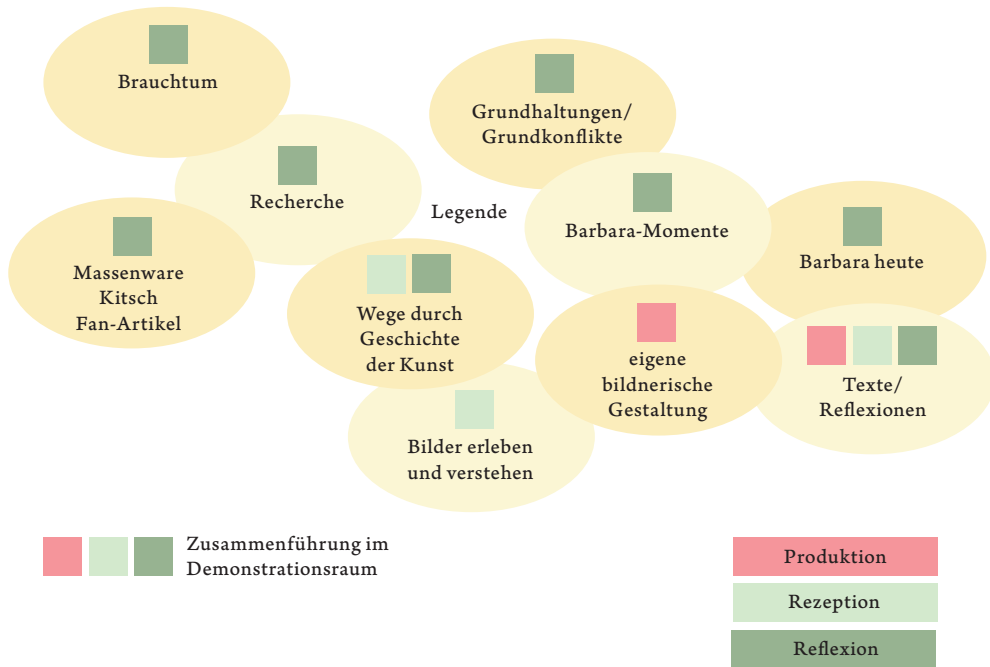 Brauchtum
Grundhaltungen/
Grundkonflikte
Recherche
Legende
Barbara-Momente
Barbara heute
Massenware
Kitsch
Fan-Artikel
Wege durch
Geschichte
der Kunst
eigene
bildnerische
Gestaltung
Texte/
Reflexionen
Bilder erleben
und verstehen
Zusammenführung im
Demonstrationsraum
Produktion
Rezeption
Reflexion